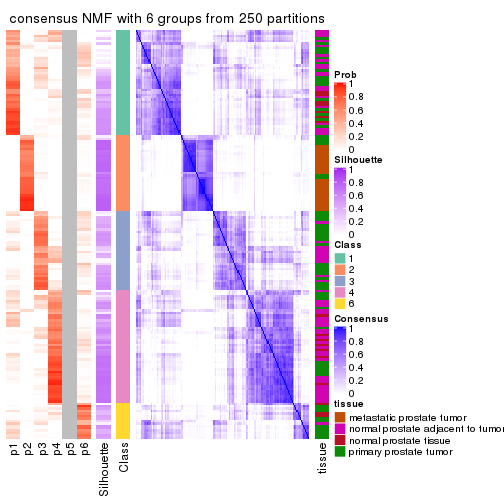 consensus NMF with 6 groups from 250 partitions
Prob
1
0.8
0.6
0.4
0.2
0
Silhouette
1
0.8
0.6
0.4
0.2
0
Class
1
2
3
4
6
Consensus
1
0.8
0.6
0.4
0.2
0
tissue
metastatic prostate tumor
normal prostate adjacent to tumor
normal prostate tissue
primary prostate tumor
p1
p2
p3
p4
p5
p6
Silhouette
Class
tissue